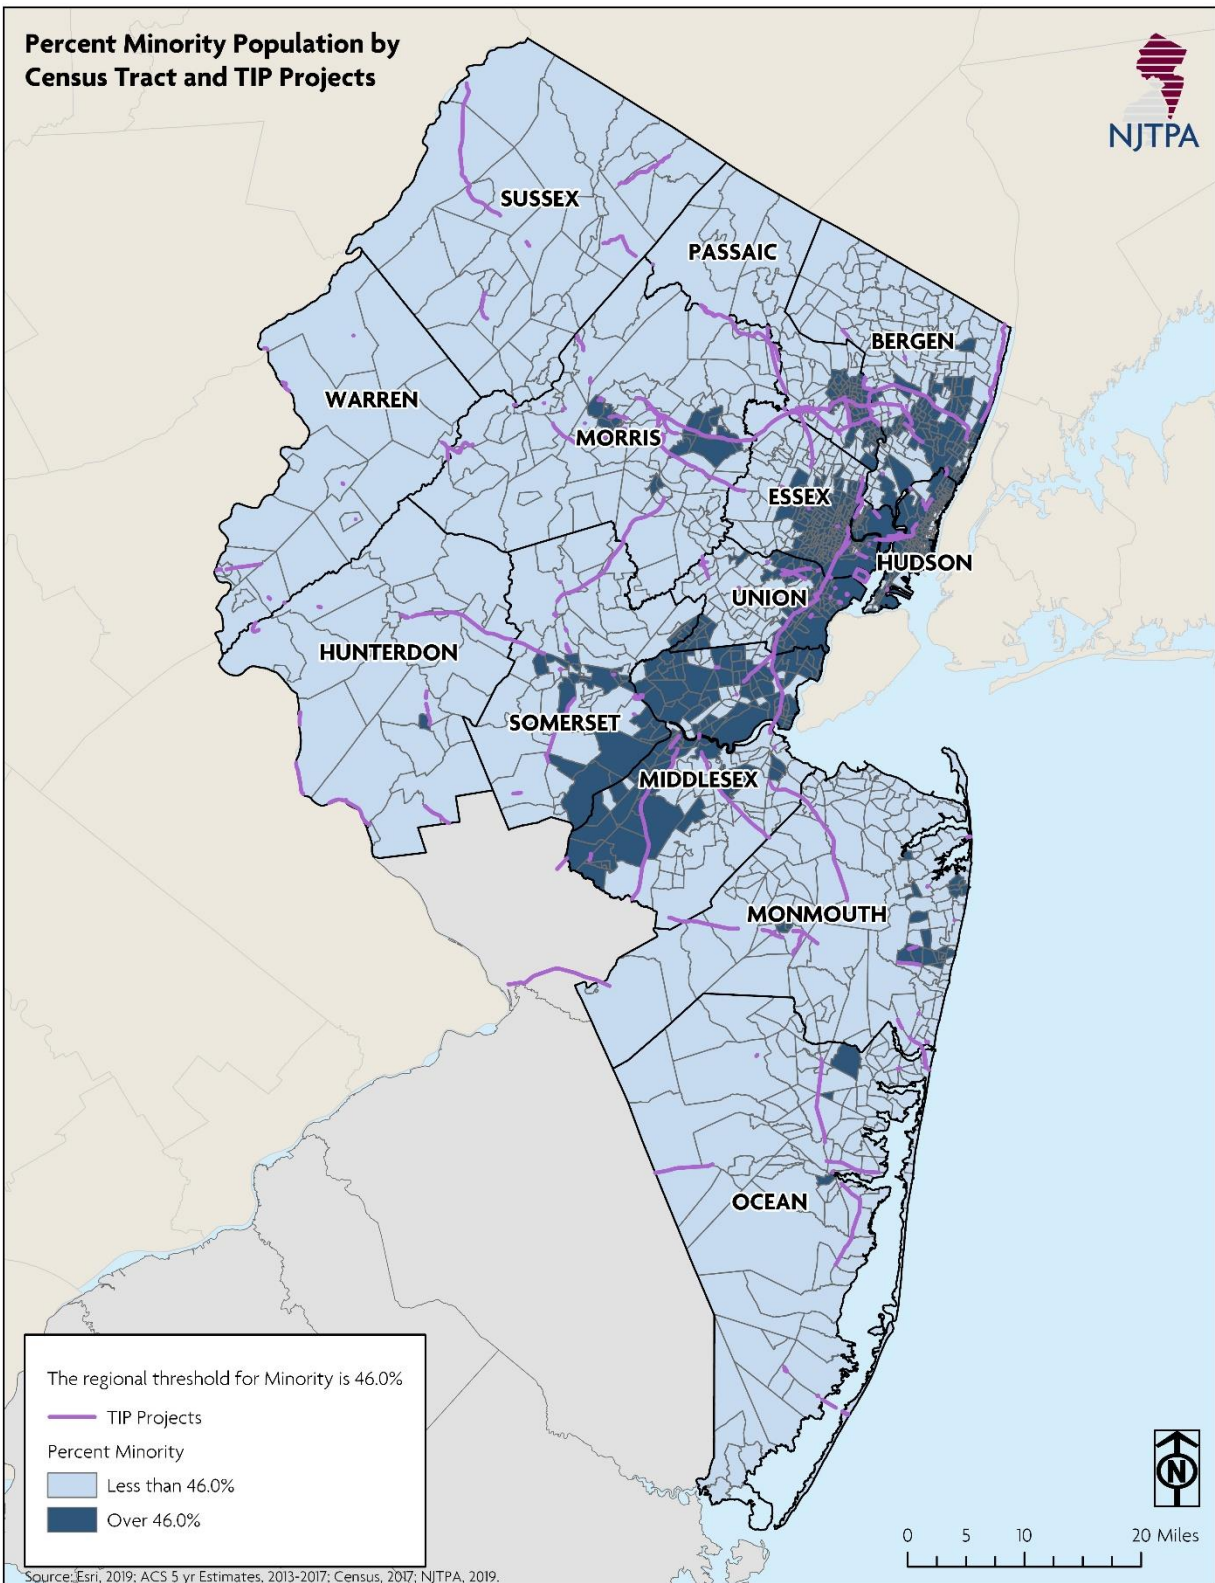 Percent Minority Population by
Census Tract and TIP Projects
NJTPA
SUSSEX
PASSAIC
BERGEN
WARREN
MORRIS
ESSEX
HUDSON
UNION
HUNTERDON
SOMERSET
MIDDLESEX
MONMOUTH
OCEAN
The regional threshold for Minority is 46.0%
TIP Projects
Percent Minority
Less than 46.0%
Over 46.0%
N
0 5 10 20 Miles
Source: Esri, 2019; ACS 5 yr Estimates, 2013-2017; Census, 2017; NJTPA, 2019.